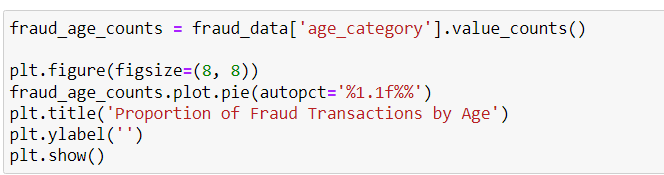 fraud_age_counts = fraud_data['age_category'].value_counts()
plt.figure(figsize=(8, 8))
fraud_age_counts.plot.pie(autopct='%1.1f%%')
plt.title('Proportion of Fraud Transactions by Age')
plt.ylabel('')
plt.show()